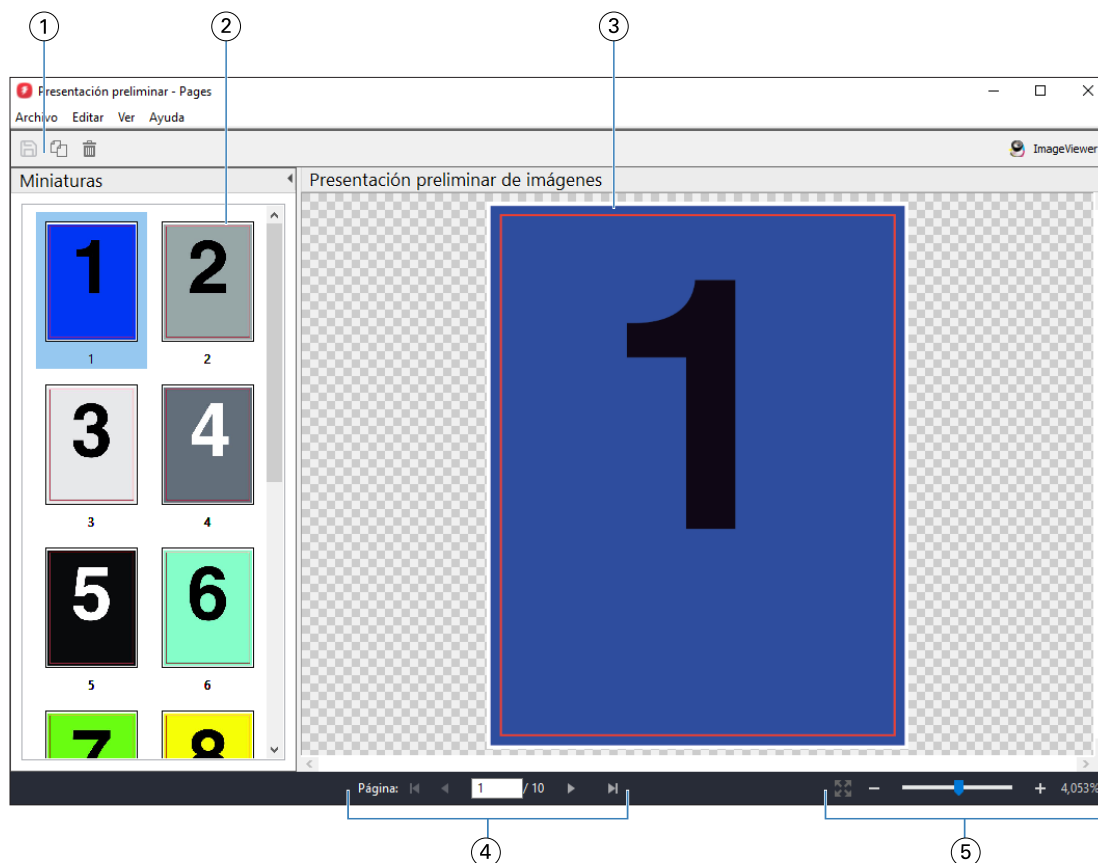 1 2 3
Presentación preliminar - Pages
Archivo Editar Ver Ayuda
ImageViewer
Miniaturas
Presentación preliminar de imágenes
1 2
1 2
3 4
3 4
5 6
5 6
7 8
1
Página: 1 / 10
4,053%
4 5